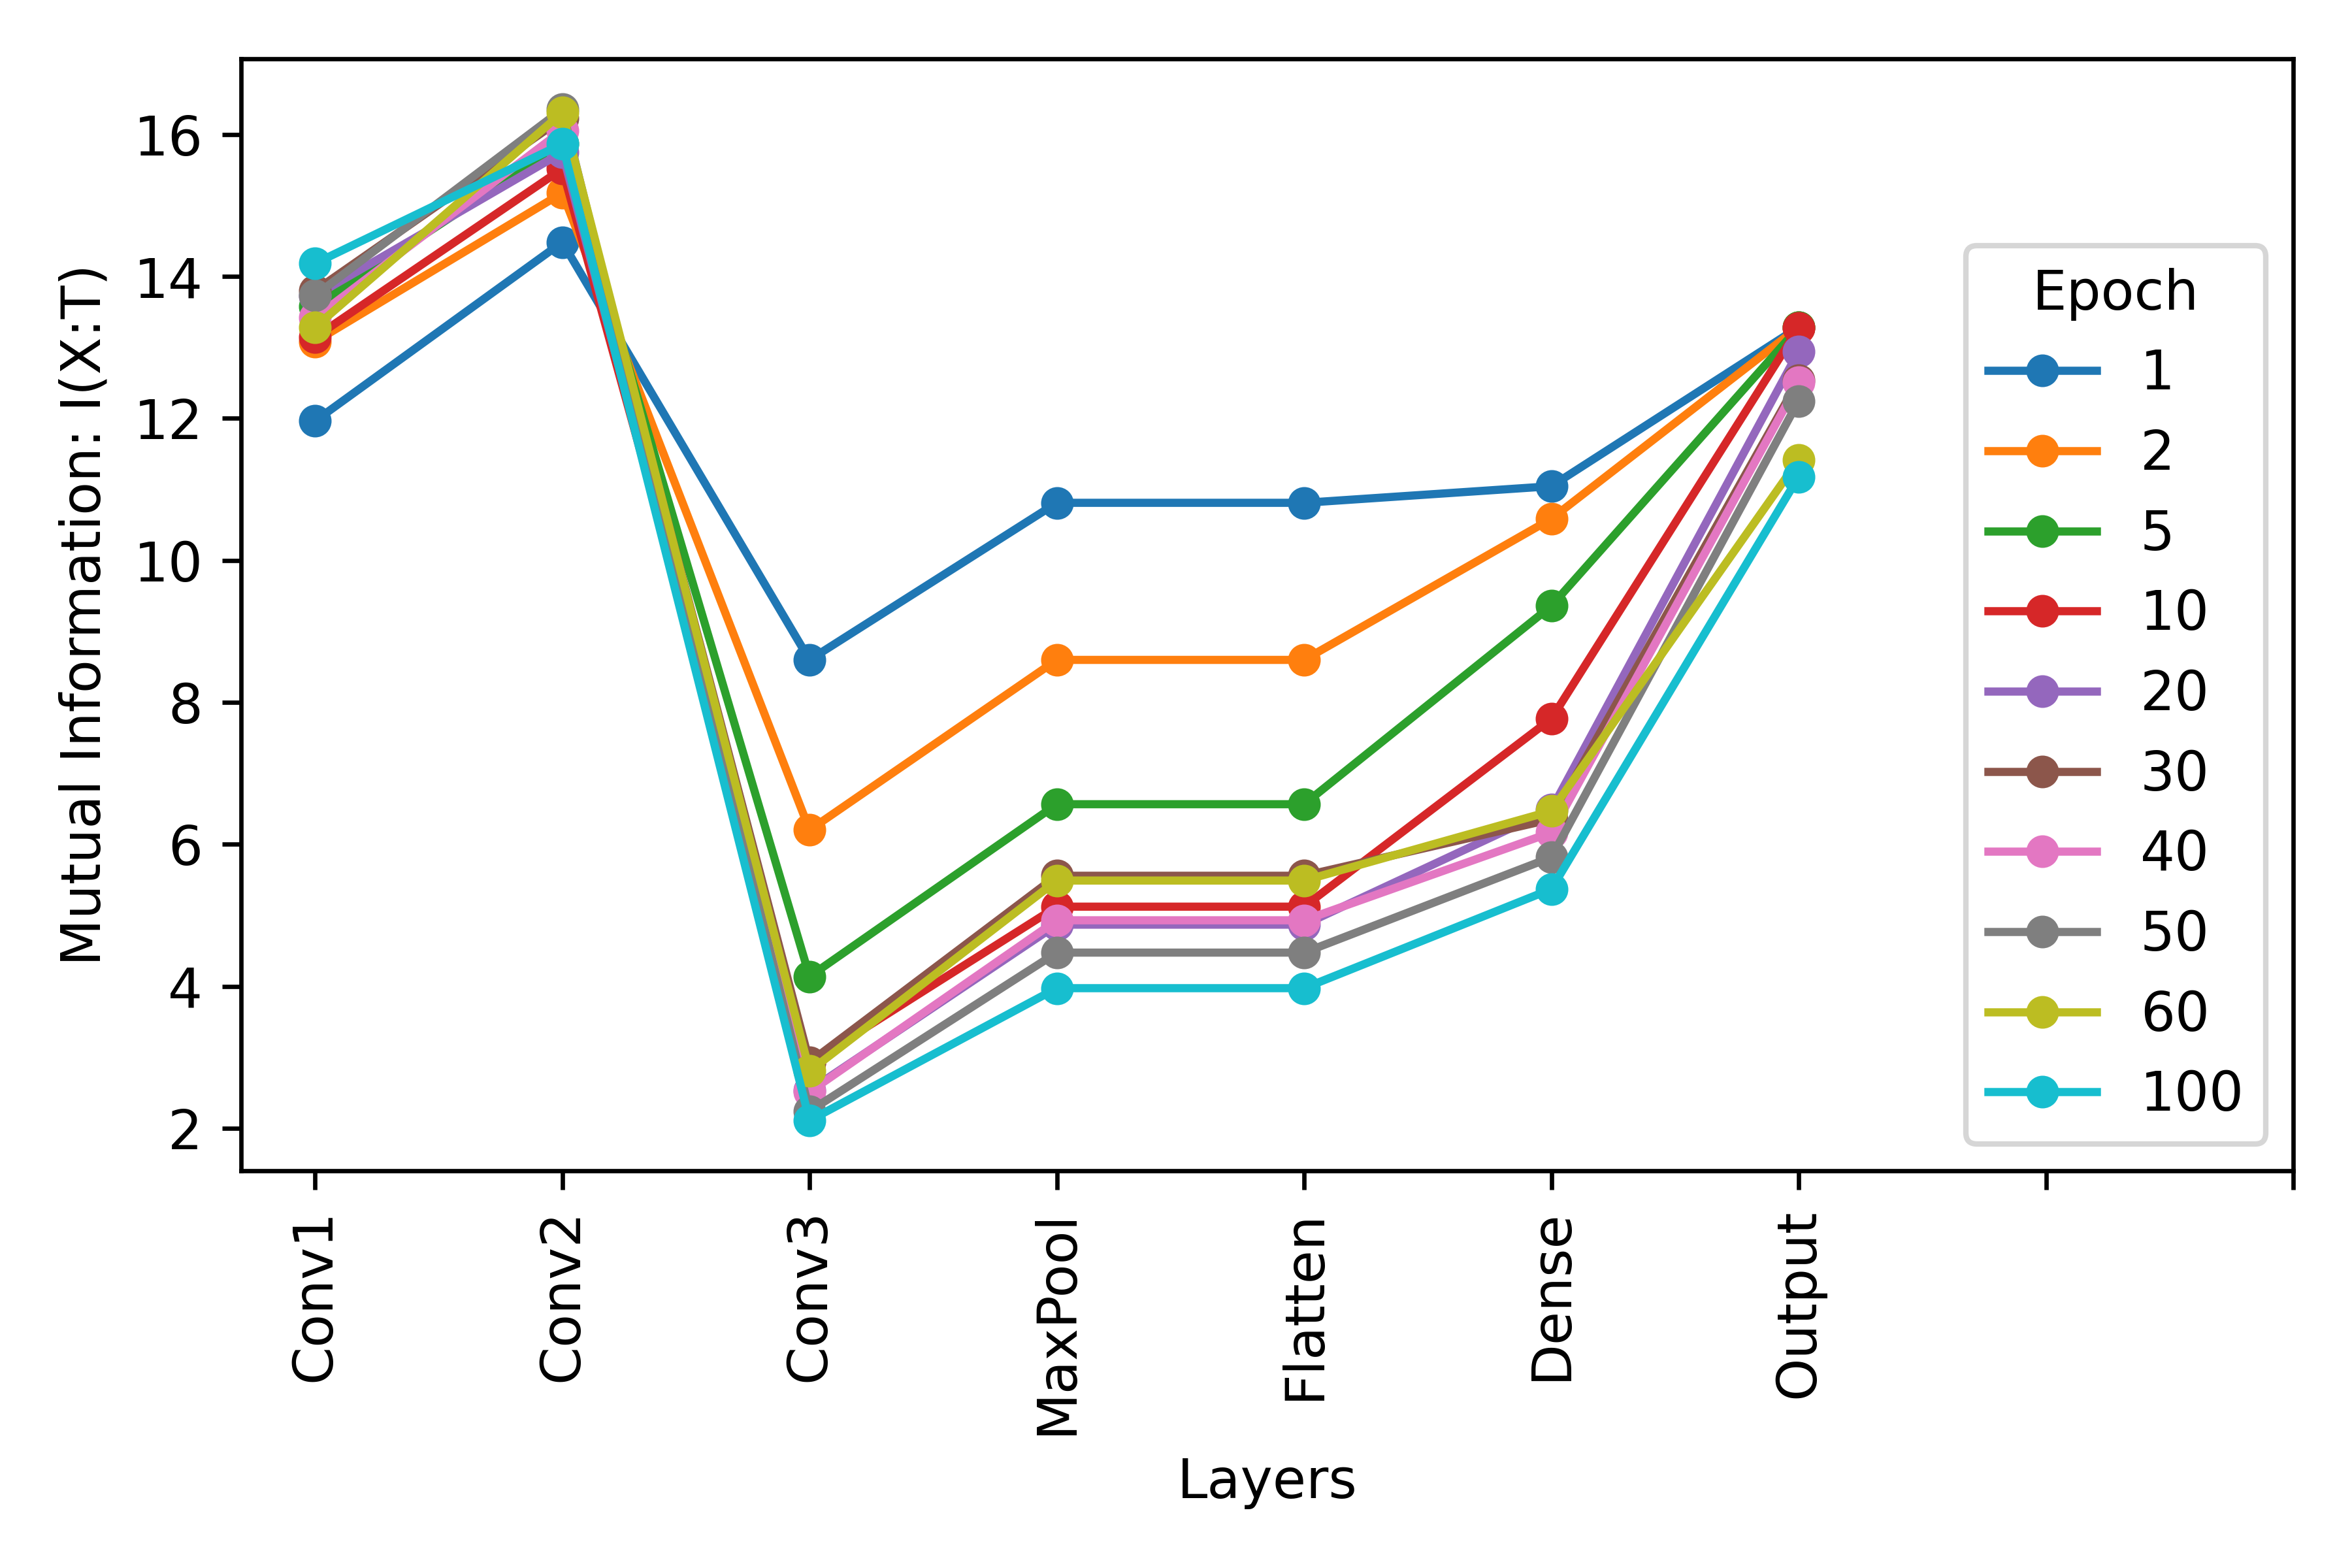 Mutual Information: I(X:T)
16
14
12
10
8
6
4
2
Epoch
1
2
5
10
20
30
40
50
60
100
Conv1
Conv2
Conv3
MaxPool
Flatten
Dense
Output
Layers